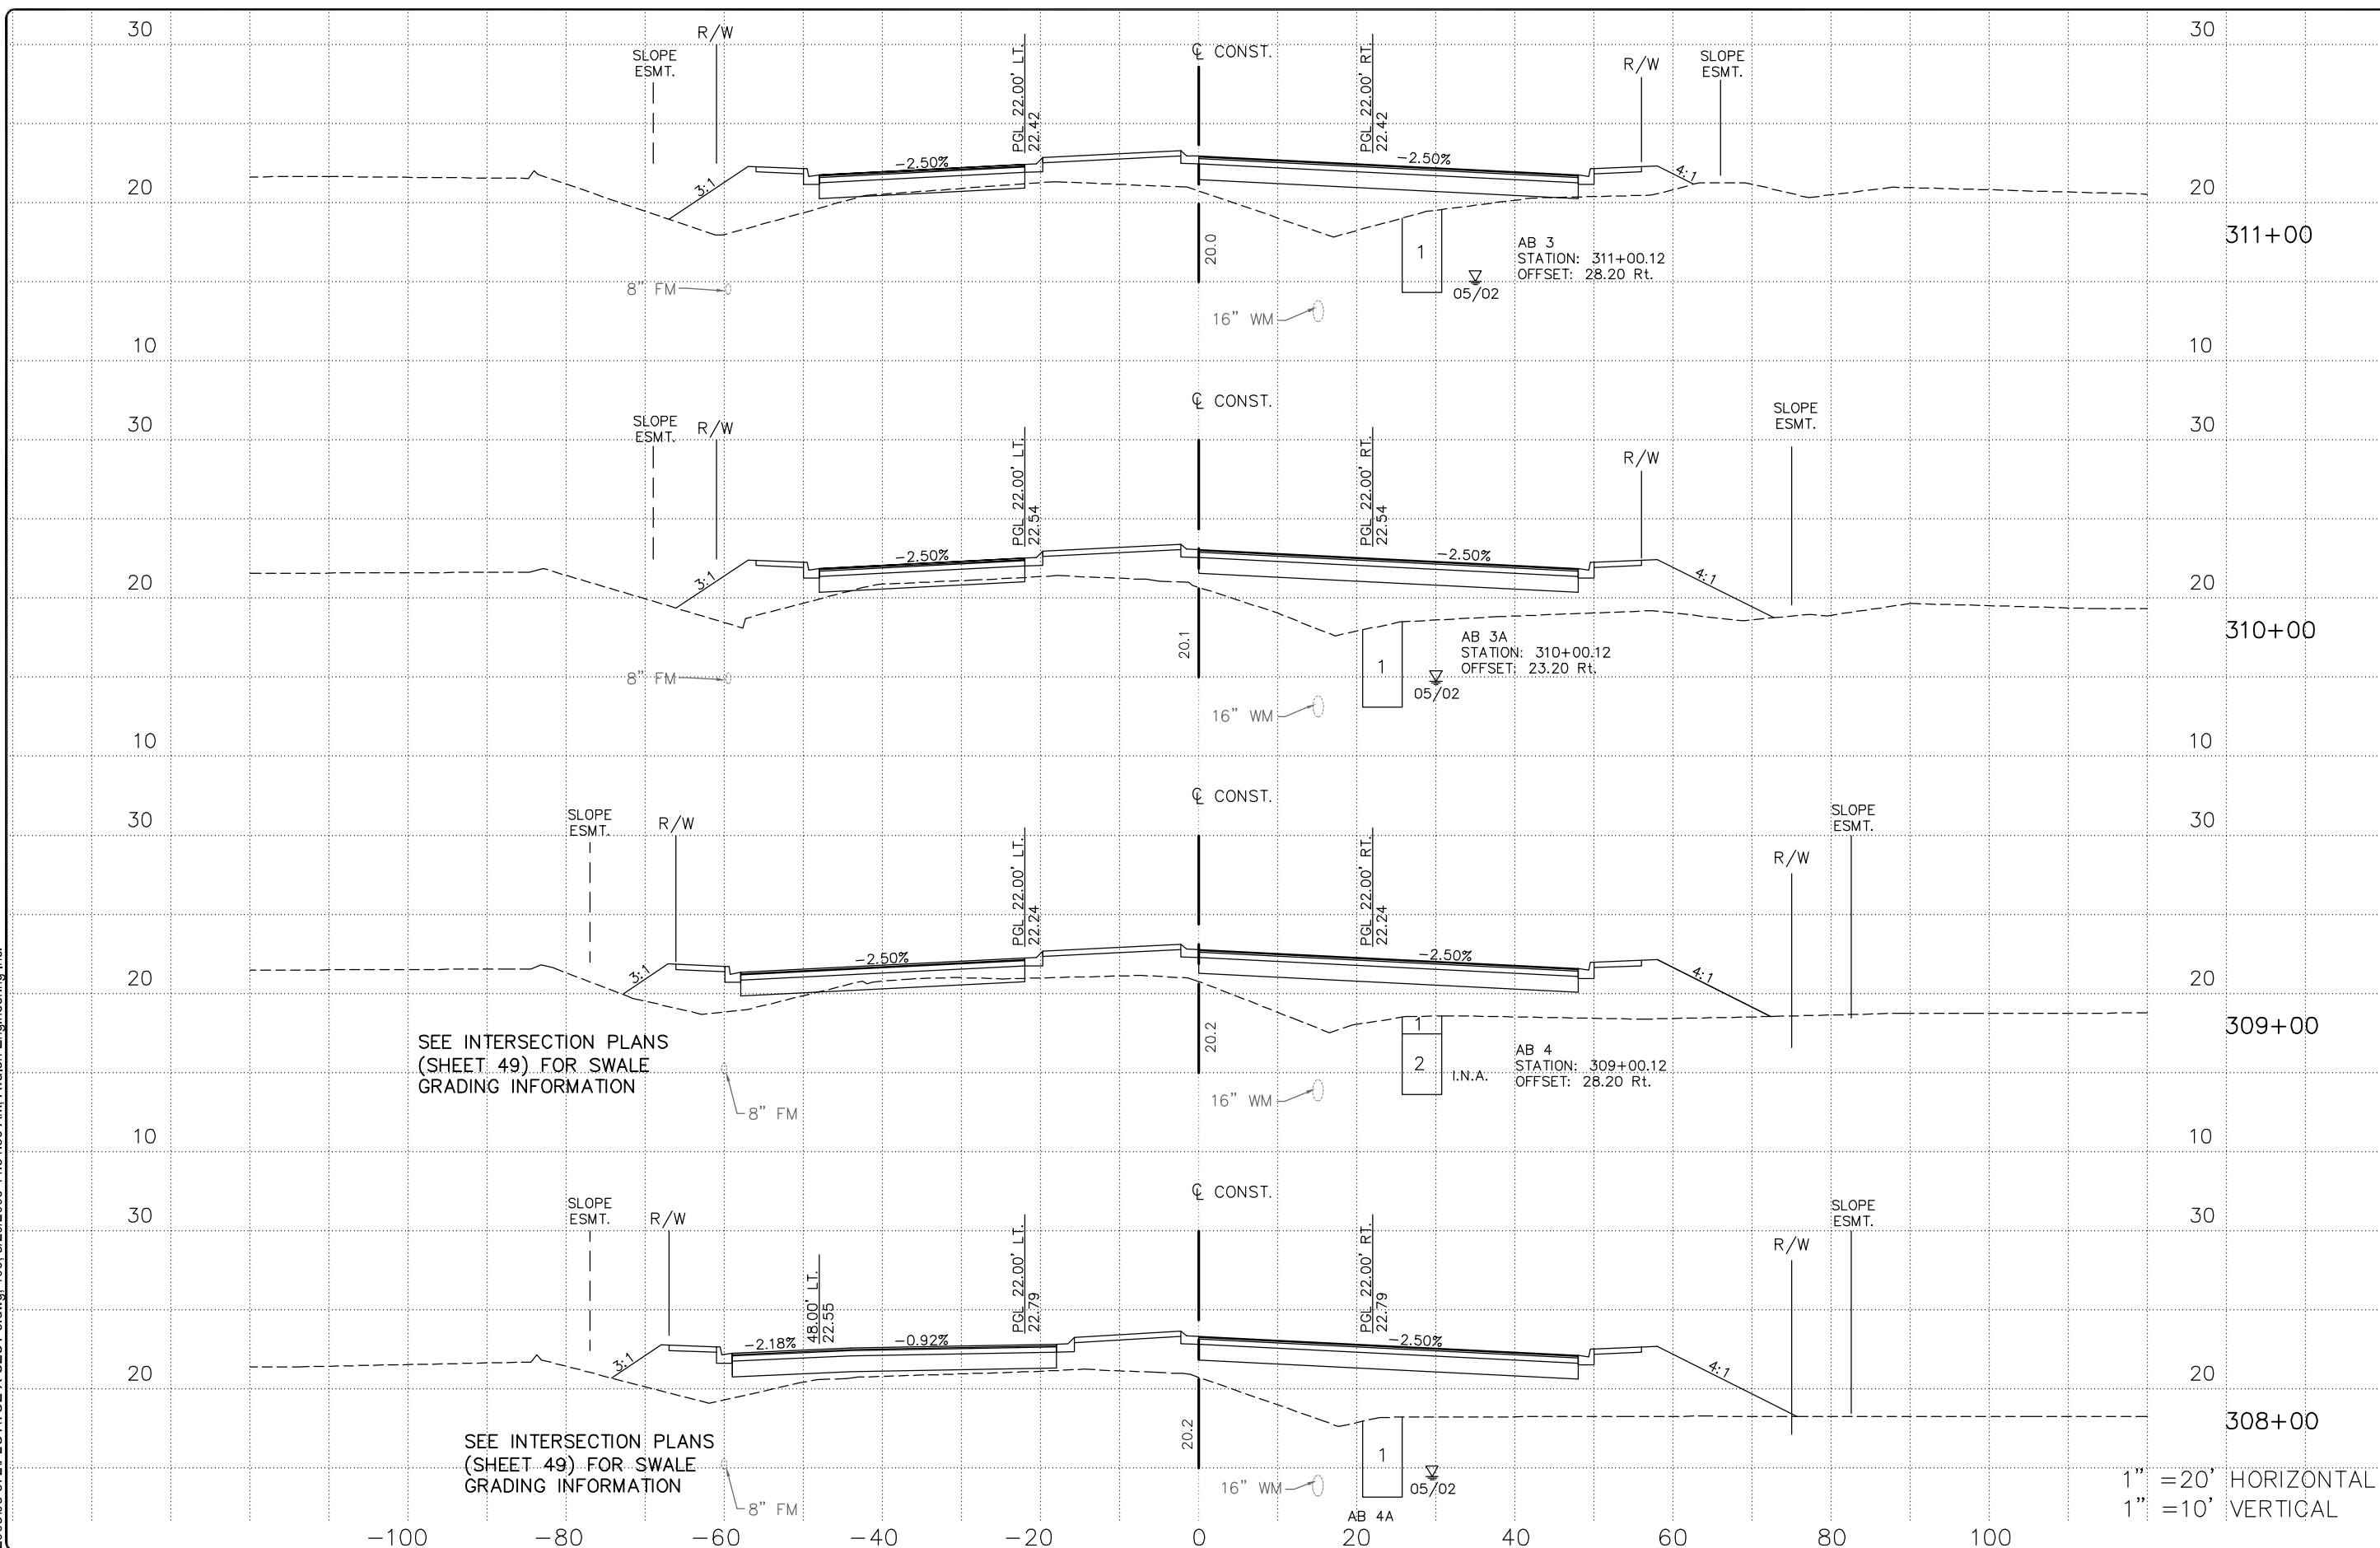 30
R/W
SLOPE
ESMT.
PGL 22.00' LT.
22.42
℄ CONST.
PGL 22.00' RT.
22.42
R/W
SLOPE
ESMT.
30
-2.50%
-2.50%
3:1
4:1
20
20
311+00
20.0
1
AB 3
STATION: 311+00.12
OFFSET: 28.20 Rt.
8" FM
05/02
16" WM
10
10
℄ CONST.
30
SLOPE
ESMT.
R/W
PGL 22.00' LT.
22.54
PGL 22.00' RT.
22.54
R/W
SLOPE
ESMT.
30
-2.50%
-2.50%
3:1
4:1
20
20
310+00
20.1
1
AB 3A
STATION: 310+00.12
OFFSET: 23.20 Rt.
8" FM
05/02
16" WM
10
10
℄ CONST.
30
SLOPE
ESMT.
R/W
PGL 22.00' LT.
22.24
PGL 22.00' RT.
22.24
R/W
SLOPE
ESMT.
30
-2.50%
-2.50%
3:1
4:1
20
20
309+00
SEE INTERSECTION PLANS
(SHEET 49) FOR SWALE
GRADING INFORMATION
20.2
1
2
I.N.A.
AB 4
STATION: 309+00.12
OFFSET: 28.20 Rt.
8" FM
16" WM
10
10
℄ CONST.
30
SLOPE
ESMT.
R/W
48.00' LT.
22.55
PGL 22.00' LT.
22.79
PGL 22.00' RT.
22.79
R/W
SLOPE
ESMT.
30
-2.18%
-0.92%
-2.50%
3:1
4:1
20
20
308+00
SEE INTERSECTION PLANS
(SHEET 49) FOR SWALE
GRADING INFORMATION
20.2
1
8" FM
16" WM
05/02
AB 4A
1" =20' HORIZONTAL
1" =10' VERTICAL
-100
-80
-60
-40
-20
0
20
40
60
80
100